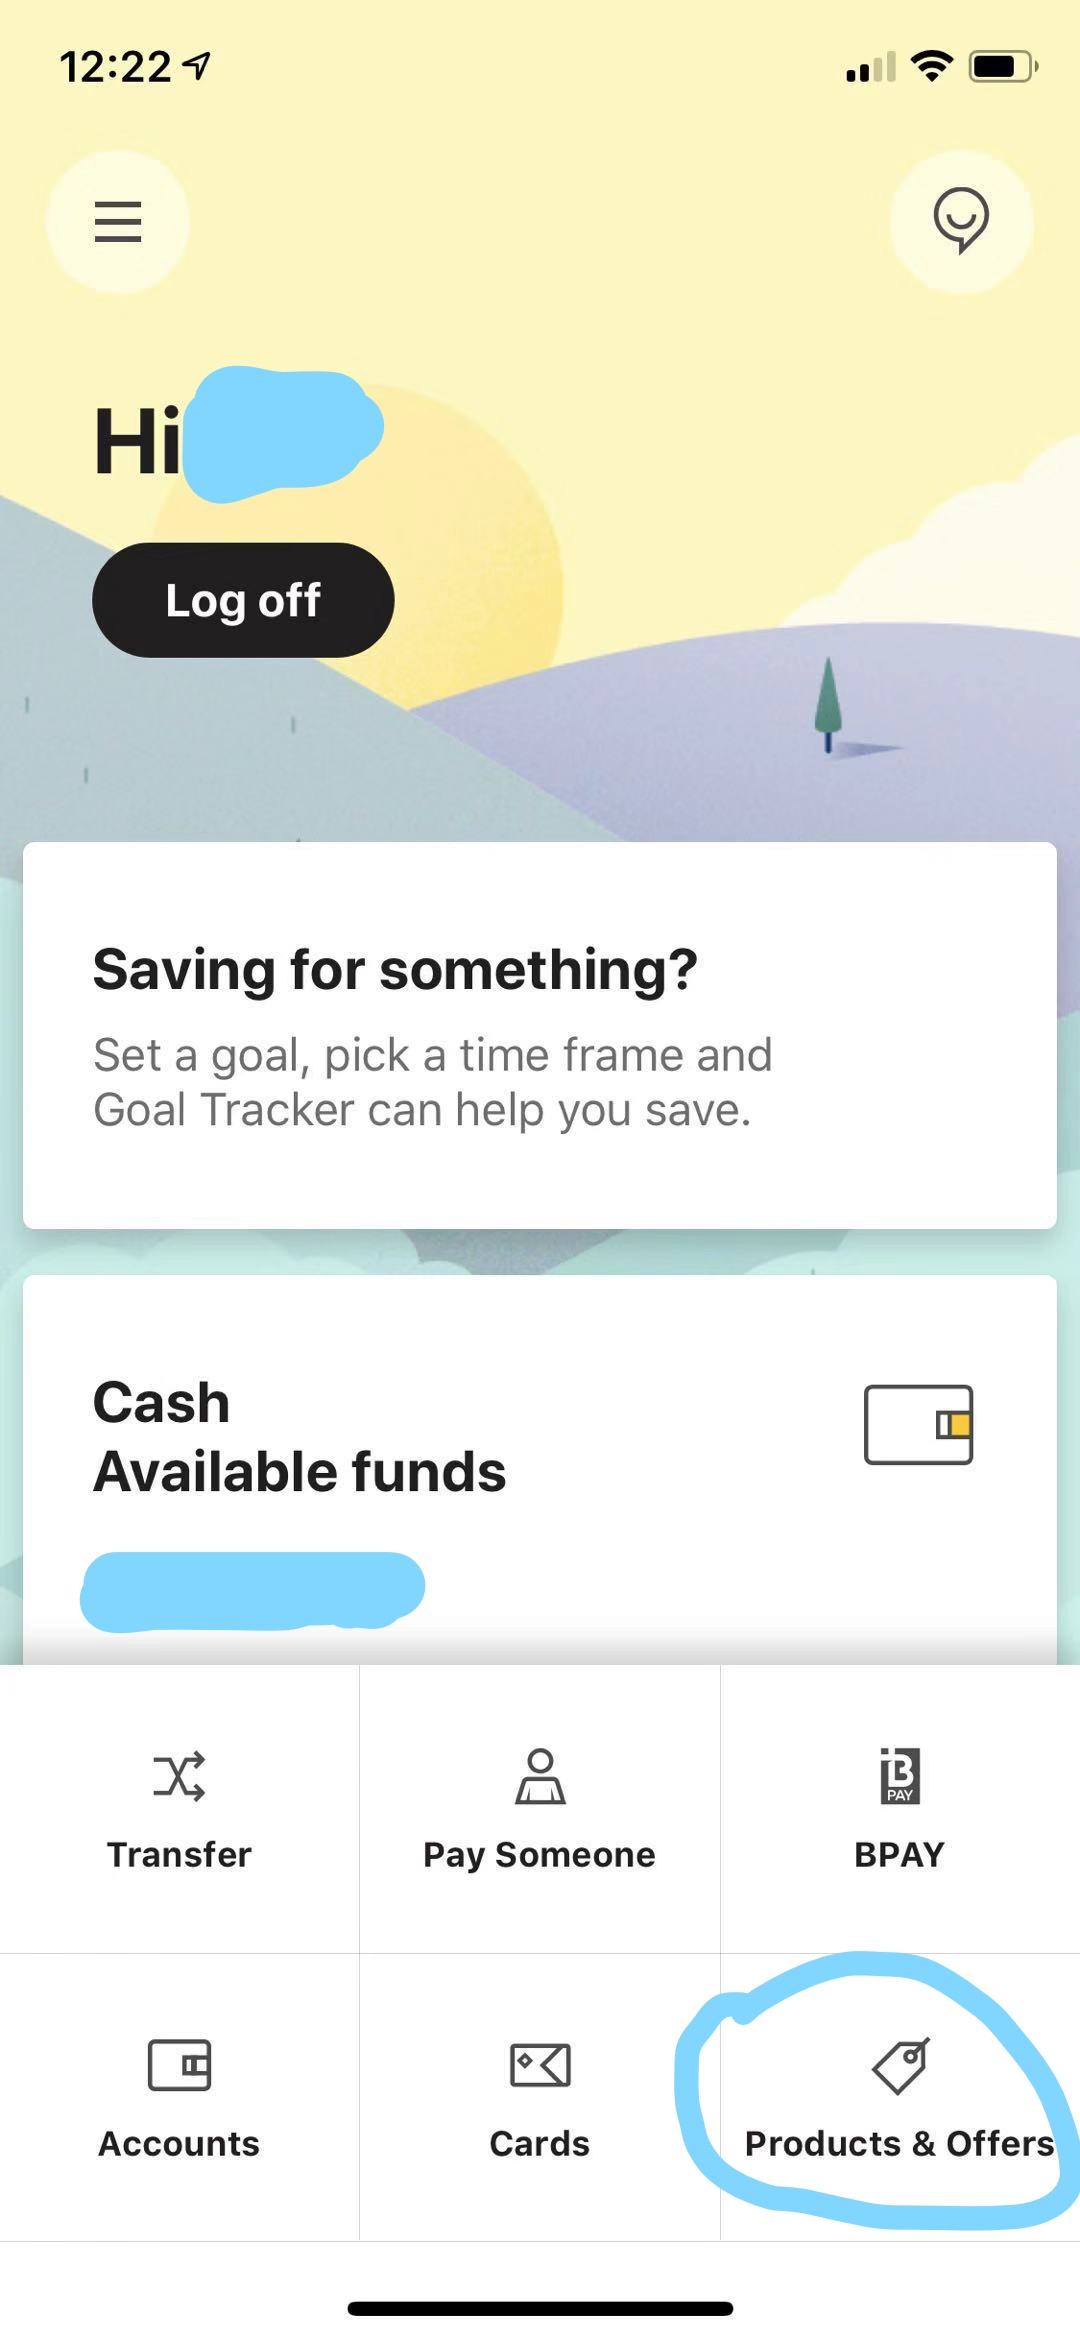 12:22
Hi
Log off
Saving for something?
Set a goal, pick a time frame and
Goal Tracker can help you save.
Cash
Available funds
B
PAY
Transfer
Pay Someone
BPAY
Accounts
Cards
Products & Offers